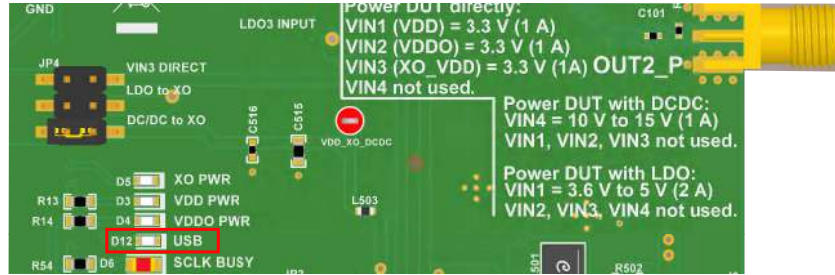 GND
LDO3 INPUT
Power DUT directly:
VIN1 (VDD) = 3.3 V (1 A)
VIN2 (VDDO) = 3.3 V (1 A)
VIN3 (XO_VDD) = 3.3 V (1A)
VIN4 not used.
C101
OUT2_P
JP4
VIN3 DIRECT
LDO to XO
DC/DC to XO
C516
C515
VDD_XO_DCDC
Power DUT with DCDC:
VIN4 = 10 V to 15 V (1 A)
VIN1, VIN2, VIN3 not used.
Power DUT with LDO:
VIN1 = 3.6 V to 5 V (2 A)
VIN2, VIN3, VIN4 not used.
D5 XO PWR
R13 D3 VDD PWR
R14 D4 VDDO PWR
D12 USB
R54 D6 SCLK BUSY
L503
R502